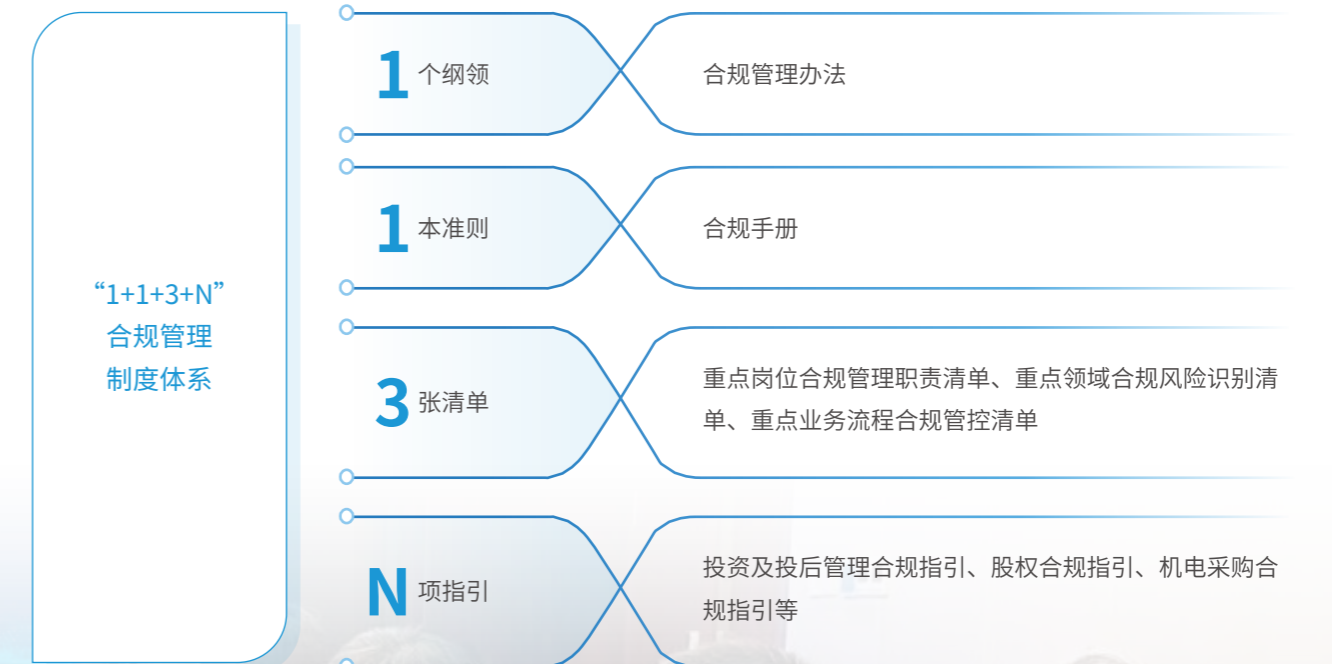 “1+1+3+N”
合规管理
制度体系
1 个纲领
合规管理办法
1 本准则
合规手册
3 张清单
重点岗位合规管理职责清单、重点领域合规风险识别清
单、重点业务流程合规管控清单
N 项指引
投资及投后管理合规指引、股权合规指引、机电采购合
规指引等